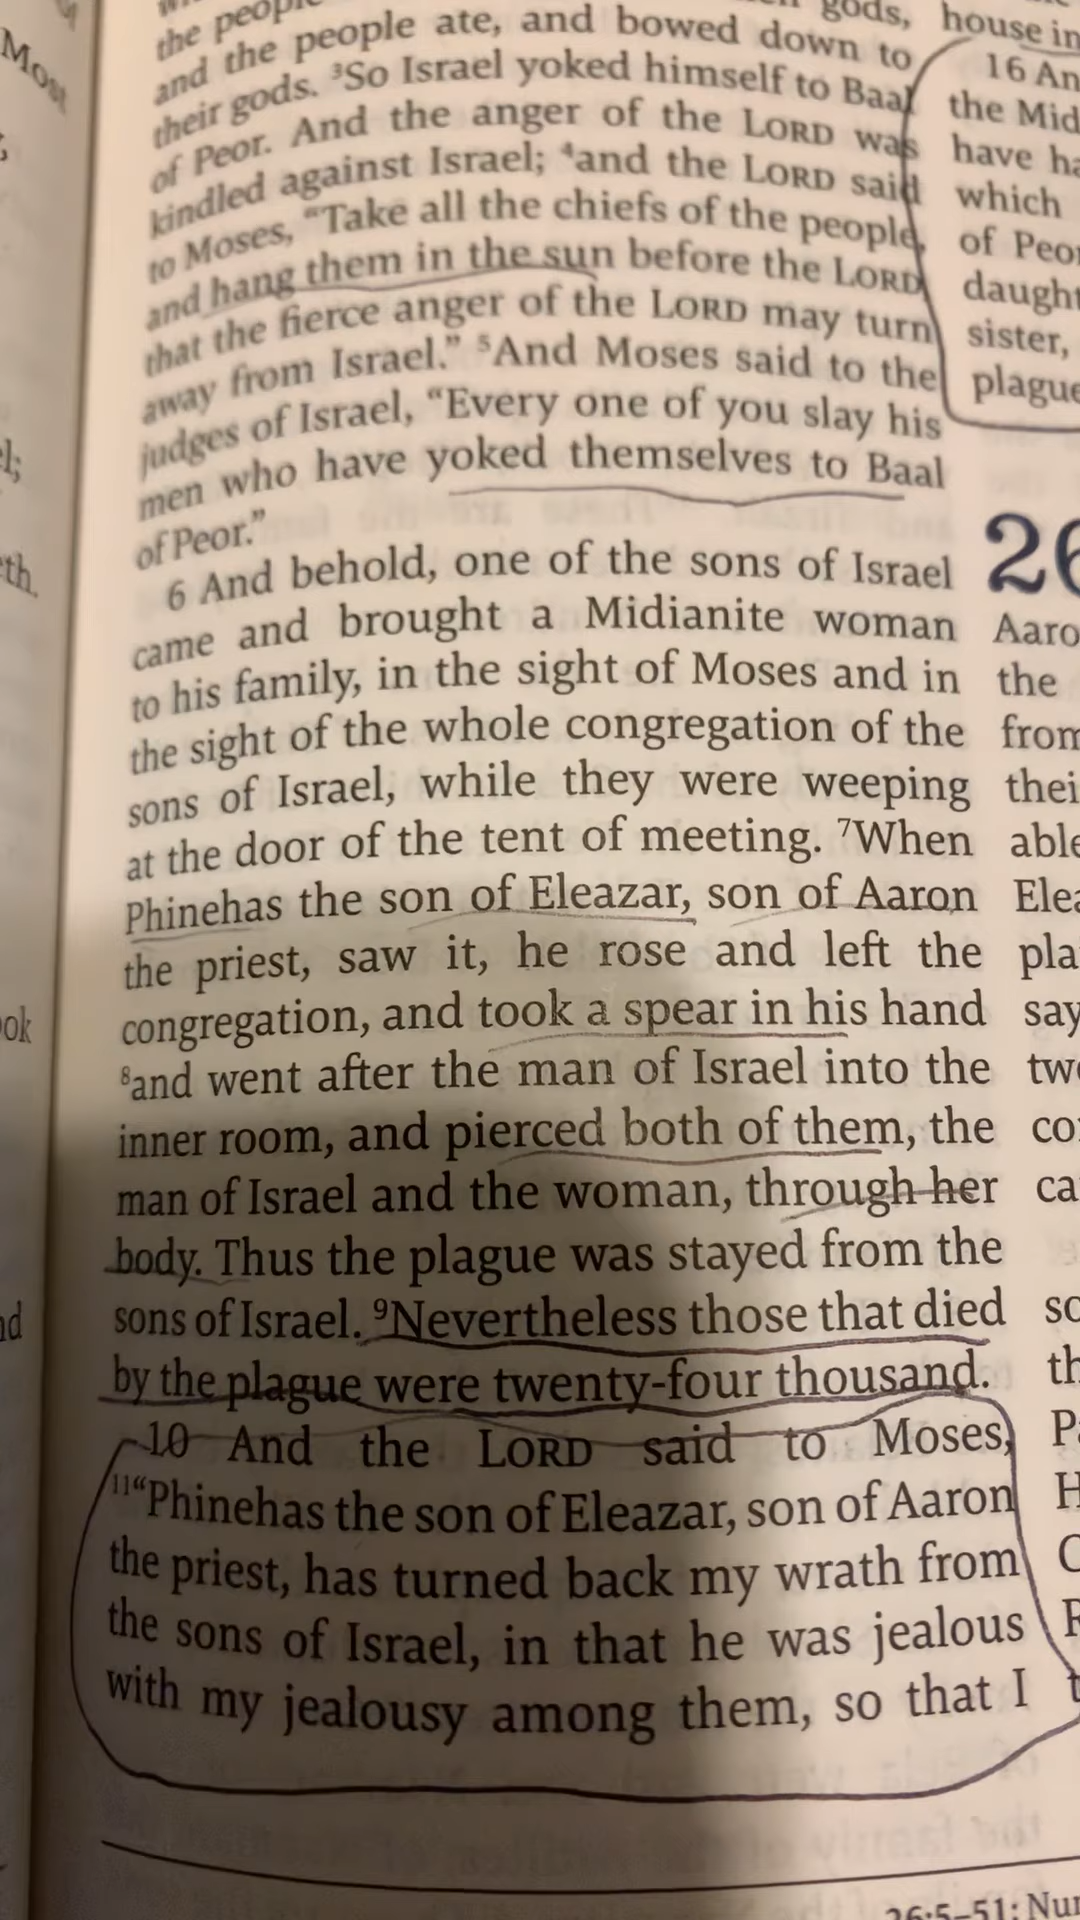 Most
the people
and the people ate, and bowed down to
their gods. ³So Israel yoked himself to Baal
of Peor. And the anger of the LORD was
kindled against Israel; ⁴and the LORD said
to Moses, “Take all the chiefs of the people,
and hang them in the sun before the LORD,
that the fierce anger of the LORD may turn
away from Israel.” ⁵And Moses said to the
judges of Israel, “Every one of you slay his
men who have yoked themselves to Baal
of Peor.”
6 And behold, one of the sons of Israel
came and brought a Midianite woman
to his family, in the sight of Moses and in
the sight of the whole congregation of the
sons of Israel, while they were weeping
at the door of the tent of meeting. ⁷When
Phinehas the son of Eleazar, son of Aaron
the priest, saw it, he rose and left the
congregation, and took a spear in his hand
⁸and went after the man of Israel into the
inner room, and pierced both of them, the
man of Israel and the woman, through her
body. Thus the plague was stayed from the
sons of Israel. ⁹Nevertheless those that died
by the plague were twenty-four thousand.
10 And the LORD said to Moses,
¹¹“Phinehas the son of Eleazar, son of Aaron
the priest, has turned back my wrath from
the sons of Israel, in that he was jealous
with my jealousy among them, so that I
gods,
house in
16 An
the Mid
have ha
which
of Peor
daught
sister,
plague
26
Aaro
the
from
thei
able
Elea
pla
say
two
co
ca
so
th
P
H
C
R
t
26:5–51: Nu